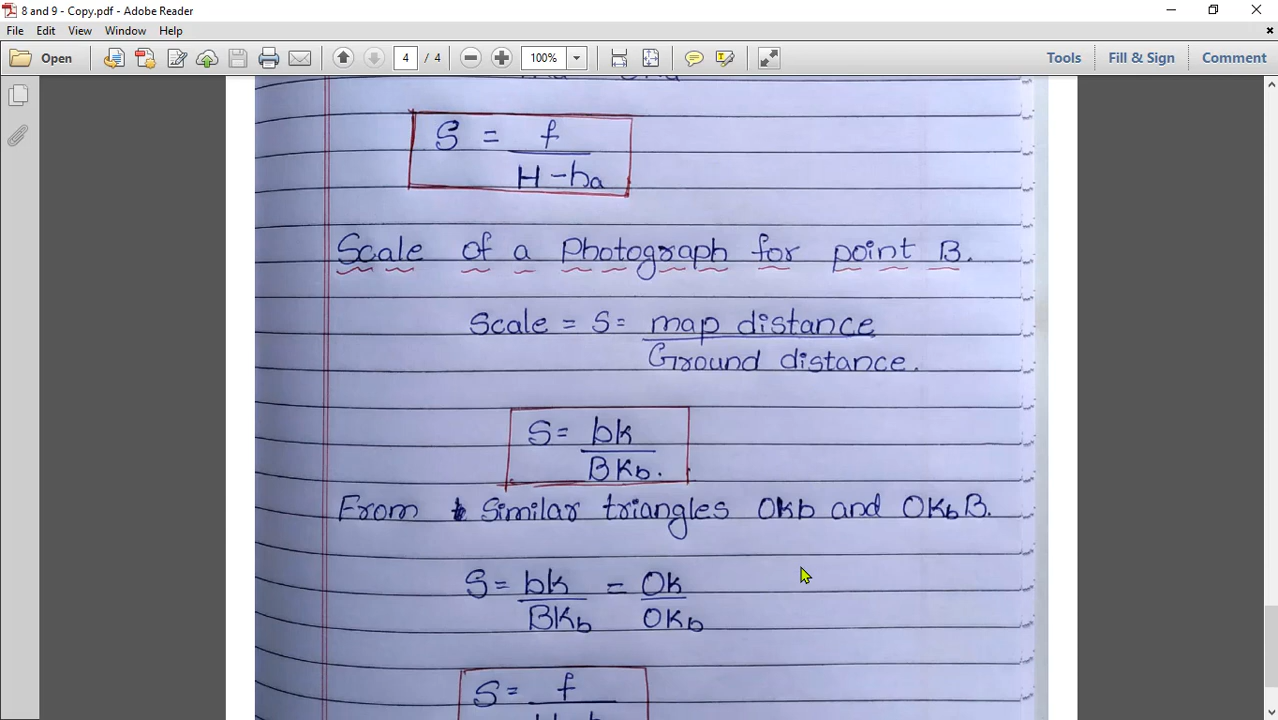 8 and 9 - Copy.pdf - Adobe Reader
File Edit View Window Help
Open 4 / 4 100% Tools Fill & Sign Comment
S = f
H - ha
Scale of a Photograph for point B.
Scale = S = map distance
Ground distance.
S = bk
BKb.
From Similar triangles Okb and OKbB.
S = bk = Ok
BKb OKb
S = f